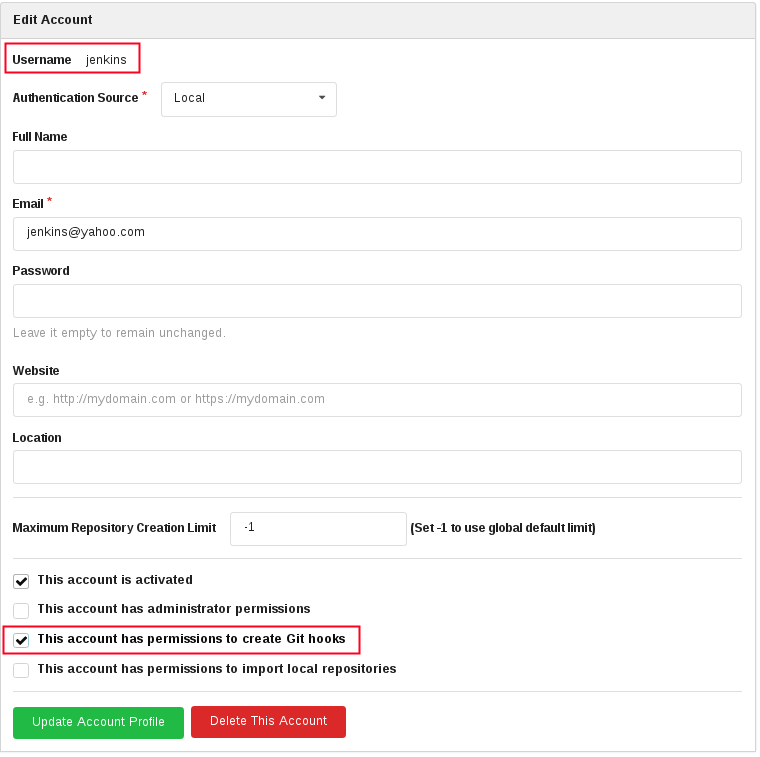 Edit Account
Username jenkins
Authentication Source * Local
Full Name
Email *
jenkins@yahoo.com
Password
Leave it empty to remain unchanged.
Website
e.g. http://mydomain.com or https://mydomain.com
Location
Maximum Repository Creation Limit -1 (Set -1 to use global default limit)
This account is activated
This account has administrator permissions
This account has permissions to create Git hooks
This account has permissions to import local repositories
Update Account Profile Delete This Account